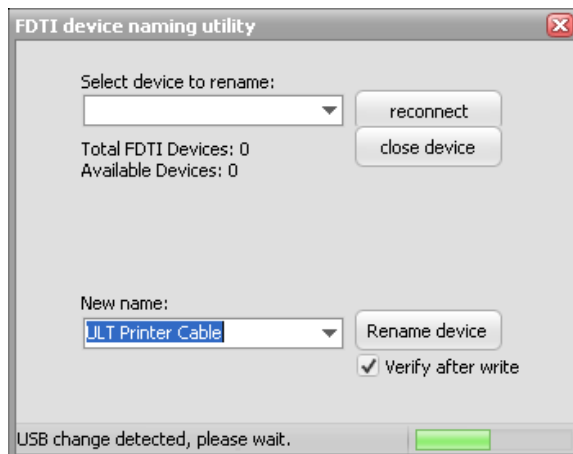 FDTI device naming utility
Select device to rename:
reconnect
Total FDTI Devices: 0
close device
Available Devices: 0
New name:
ULT Printer Cable
Rename device
Verify after write
USB change detected, please wait.